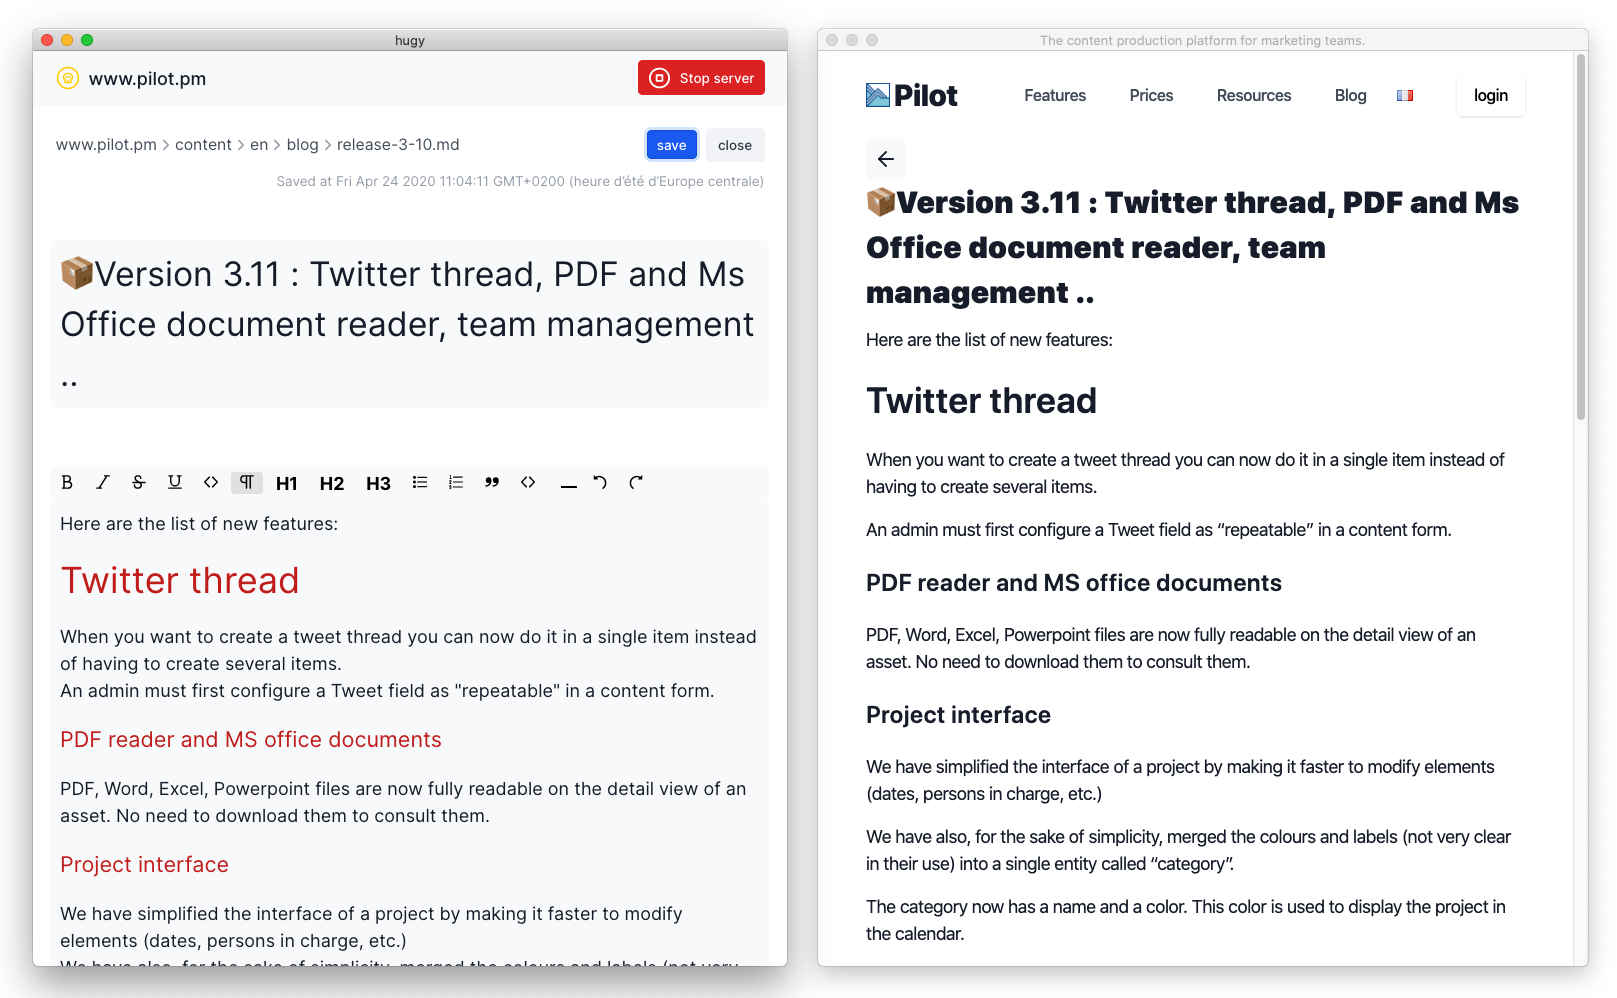 hugy
www.pilot.pm
Stop server
www.pilot.pm > content > en > blog > release-3-10.md
save
close
Saved at Fri Apr 24 2020 11:04:11 GMT+0200 (heure d'été d'Europe centrale)
📦Version 3.11 : Twitter thread, PDF and Ms
Office document reader, team management
..
H1 H2 H3
Here are the list of new features:
Twitter thread
When you want to create a tweet thread you can now do it in a single item instead
of having to create several items.
An admin must first configure a Tweet field as "repeatable" in a content form.
PDF reader and MS office documents
PDF, Word, Excel, Powerpoint files are now fully readable on the detail view of an
asset. No need to download them to consult them.
Project interface
We have simplified the interface of a project by making it faster to modify
elements (dates, persons in charge, etc.)
We have also, for the sake of simplicity, merged the colours and labels (not very
The content production platform for marketing teams.
Pilot
Features
Prices
Resources
Blog
login
📦Version 3.11 : Twitter thread, PDF and Ms
Office document reader, team
management ..
Here are the list of new features:
Twitter thread
When you want to create a tweet thread you can now do it in a single item instead of
having to create several items.
An admin must first configure a Tweet field as “repeatable” in a content form.
PDF reader and MS office documents
PDF, Word, Excel, Powerpoint files are now fully readable on the detail view of an
asset. No need to download them to consult them.
Project interface
We have simplified the interface of a project by making it faster to modify elements
(dates, persons in charge, etc.)
We have also, for the sake of simplicity, merged the colours and labels (not very clear
in their use) into a single entity called “category”.
The category now has a name and a color. This color is used to display the project in
the calendar.